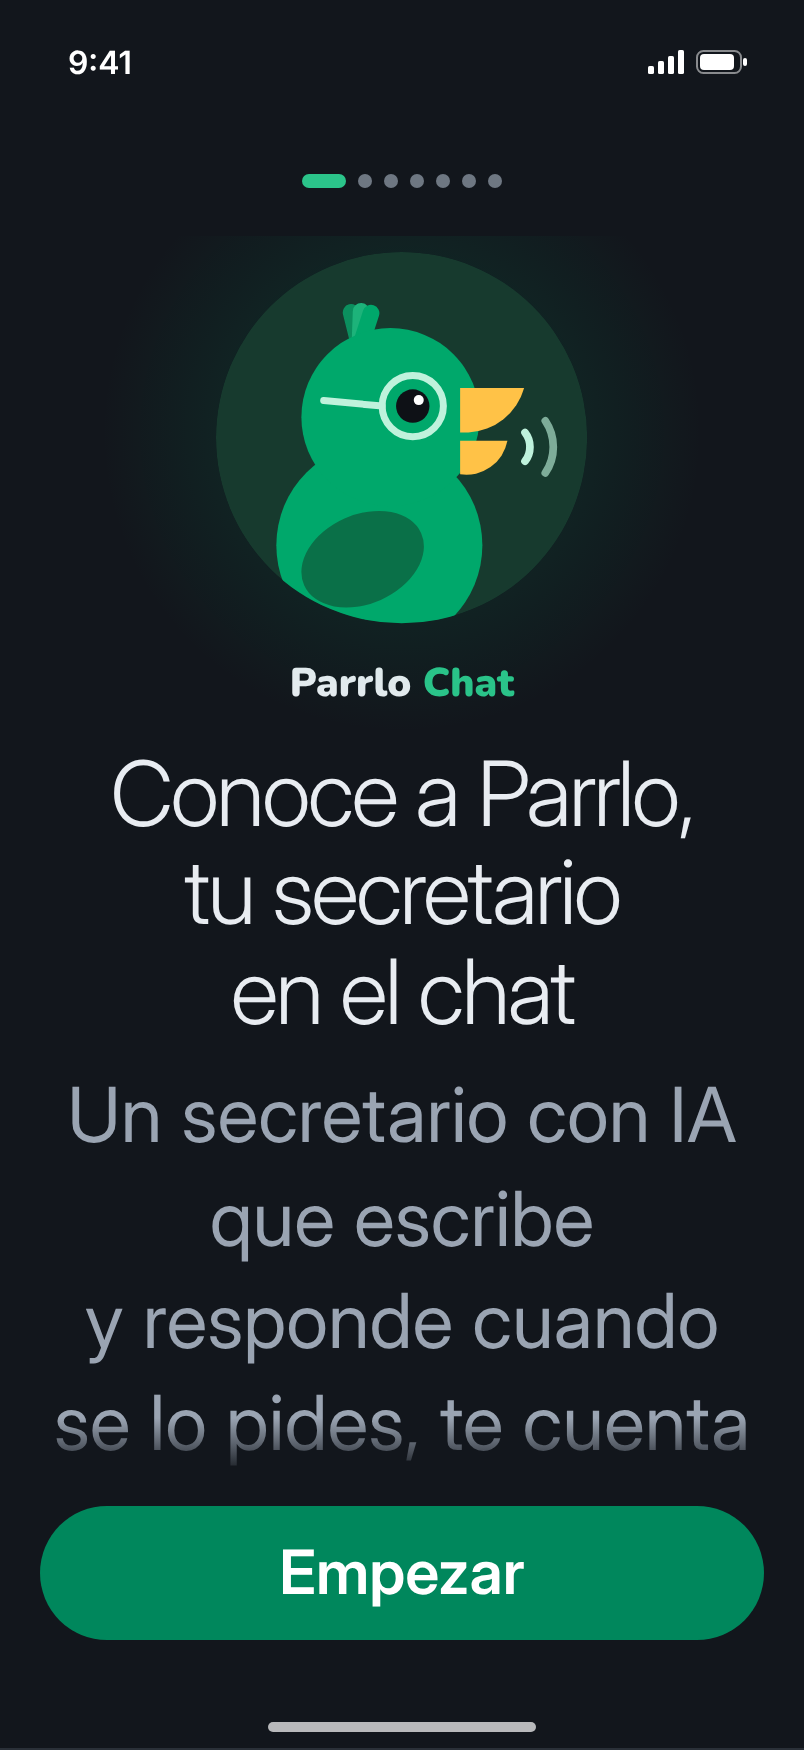 9:41
Parrlo Chat
Conoce a Parrlo,
tu secretario
en el chat
Un secretario con IA
que escribe
y responde cuando
se lo pides, te cuenta
Empezar